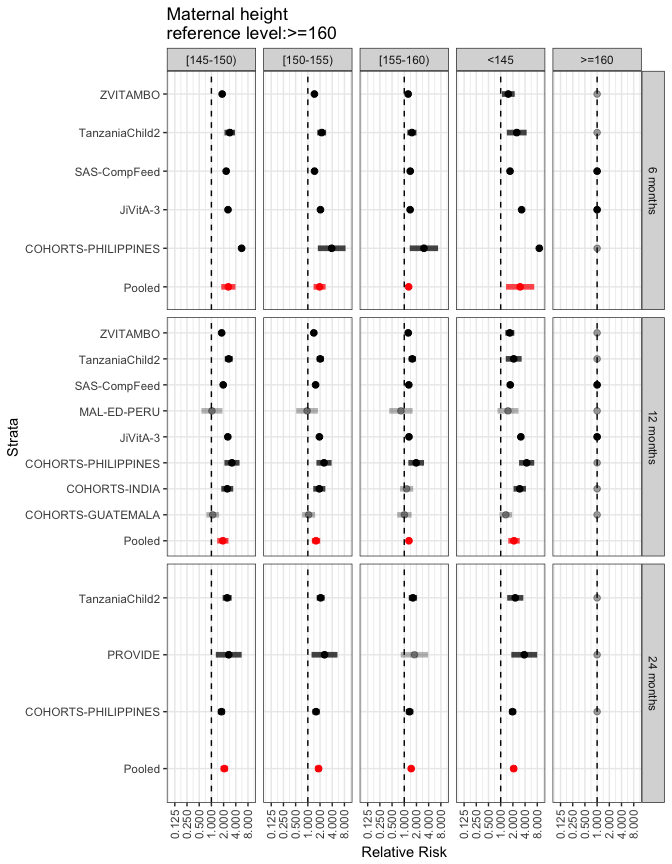 Maternal height
reference level:>=160
[145-150) [150-155) [155-160) <145 >=160
ZVITAMBO
TanzaniaChild2
SAS-CompFeed
JiVitA-3
COHORTS-PHILIPPINES
Pooled
6 months
ZVITAMBO
TanzaniaChild2
SAS-CompFeed
MAL-ED-PERU
JiVitA-3
COHORTS-PHILIPPINES
COHORTS-INDIA
COHORTS-GUATEMALA
Pooled
12 months
TanzaniaChild2
PROVIDE
COHORTS-PHILIPPINES
Pooled
24 months
Strata
0.125 0.250 0.500 1.000 2.000 4.000 8.000 0.125 0.250 0.500 1.000 2.000 4.000 8.000 0.125 0.250 0.500 1.000 2.000 4.000 8.000 0.125 0.250 0.500 1.000 2.000 4.000 8.000 0.125 0.250 0.500 1.000 2.000 4.000 8.000
Relative Risk